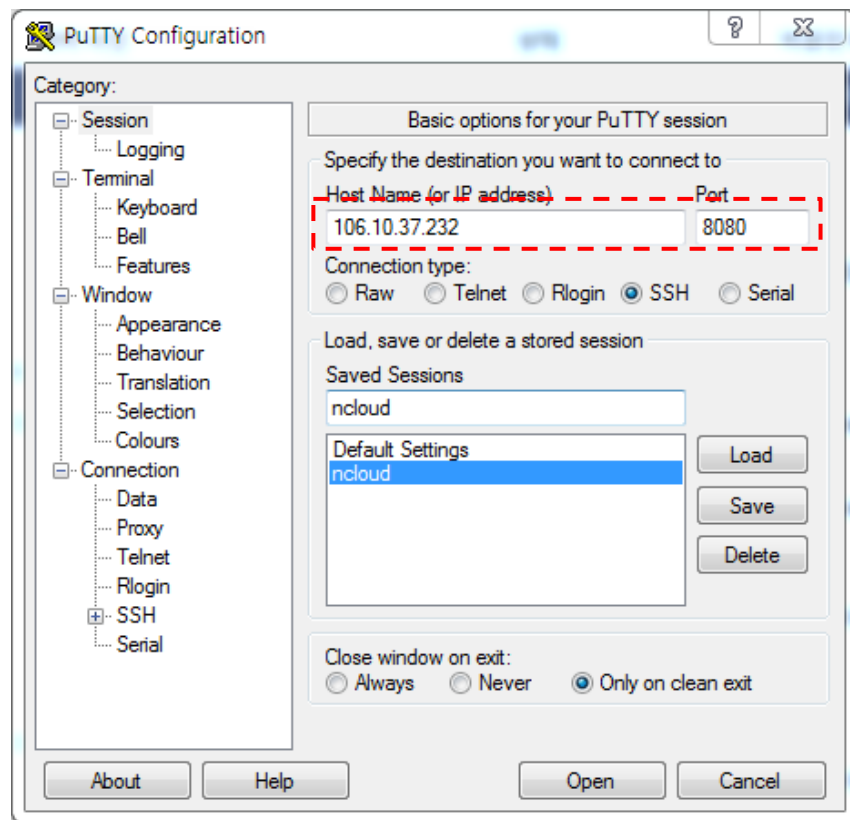 PuTTY Configuration
Category:
Session
Logging
Terminal
Keyboard
Bell
Features
Window
Appearance
Behaviour
Translation
Selection
Colours
Connection
Data
Proxy
Telnet
Rlogin
SSH
Serial
Basic options for your PuTTY session
Specify the destination you want to connect to
Host Name (or IP address) Port
106.10.37.232 8080
Connection type:
Raw Telnet Rlogin SSH Serial
Load, save or delete a stored session
Saved Sessions
ncloud
Default Settings
ncloud
Load
Save
Delete
Close window on exit:
Always Never Only on clean exit
About Help Open Cancel